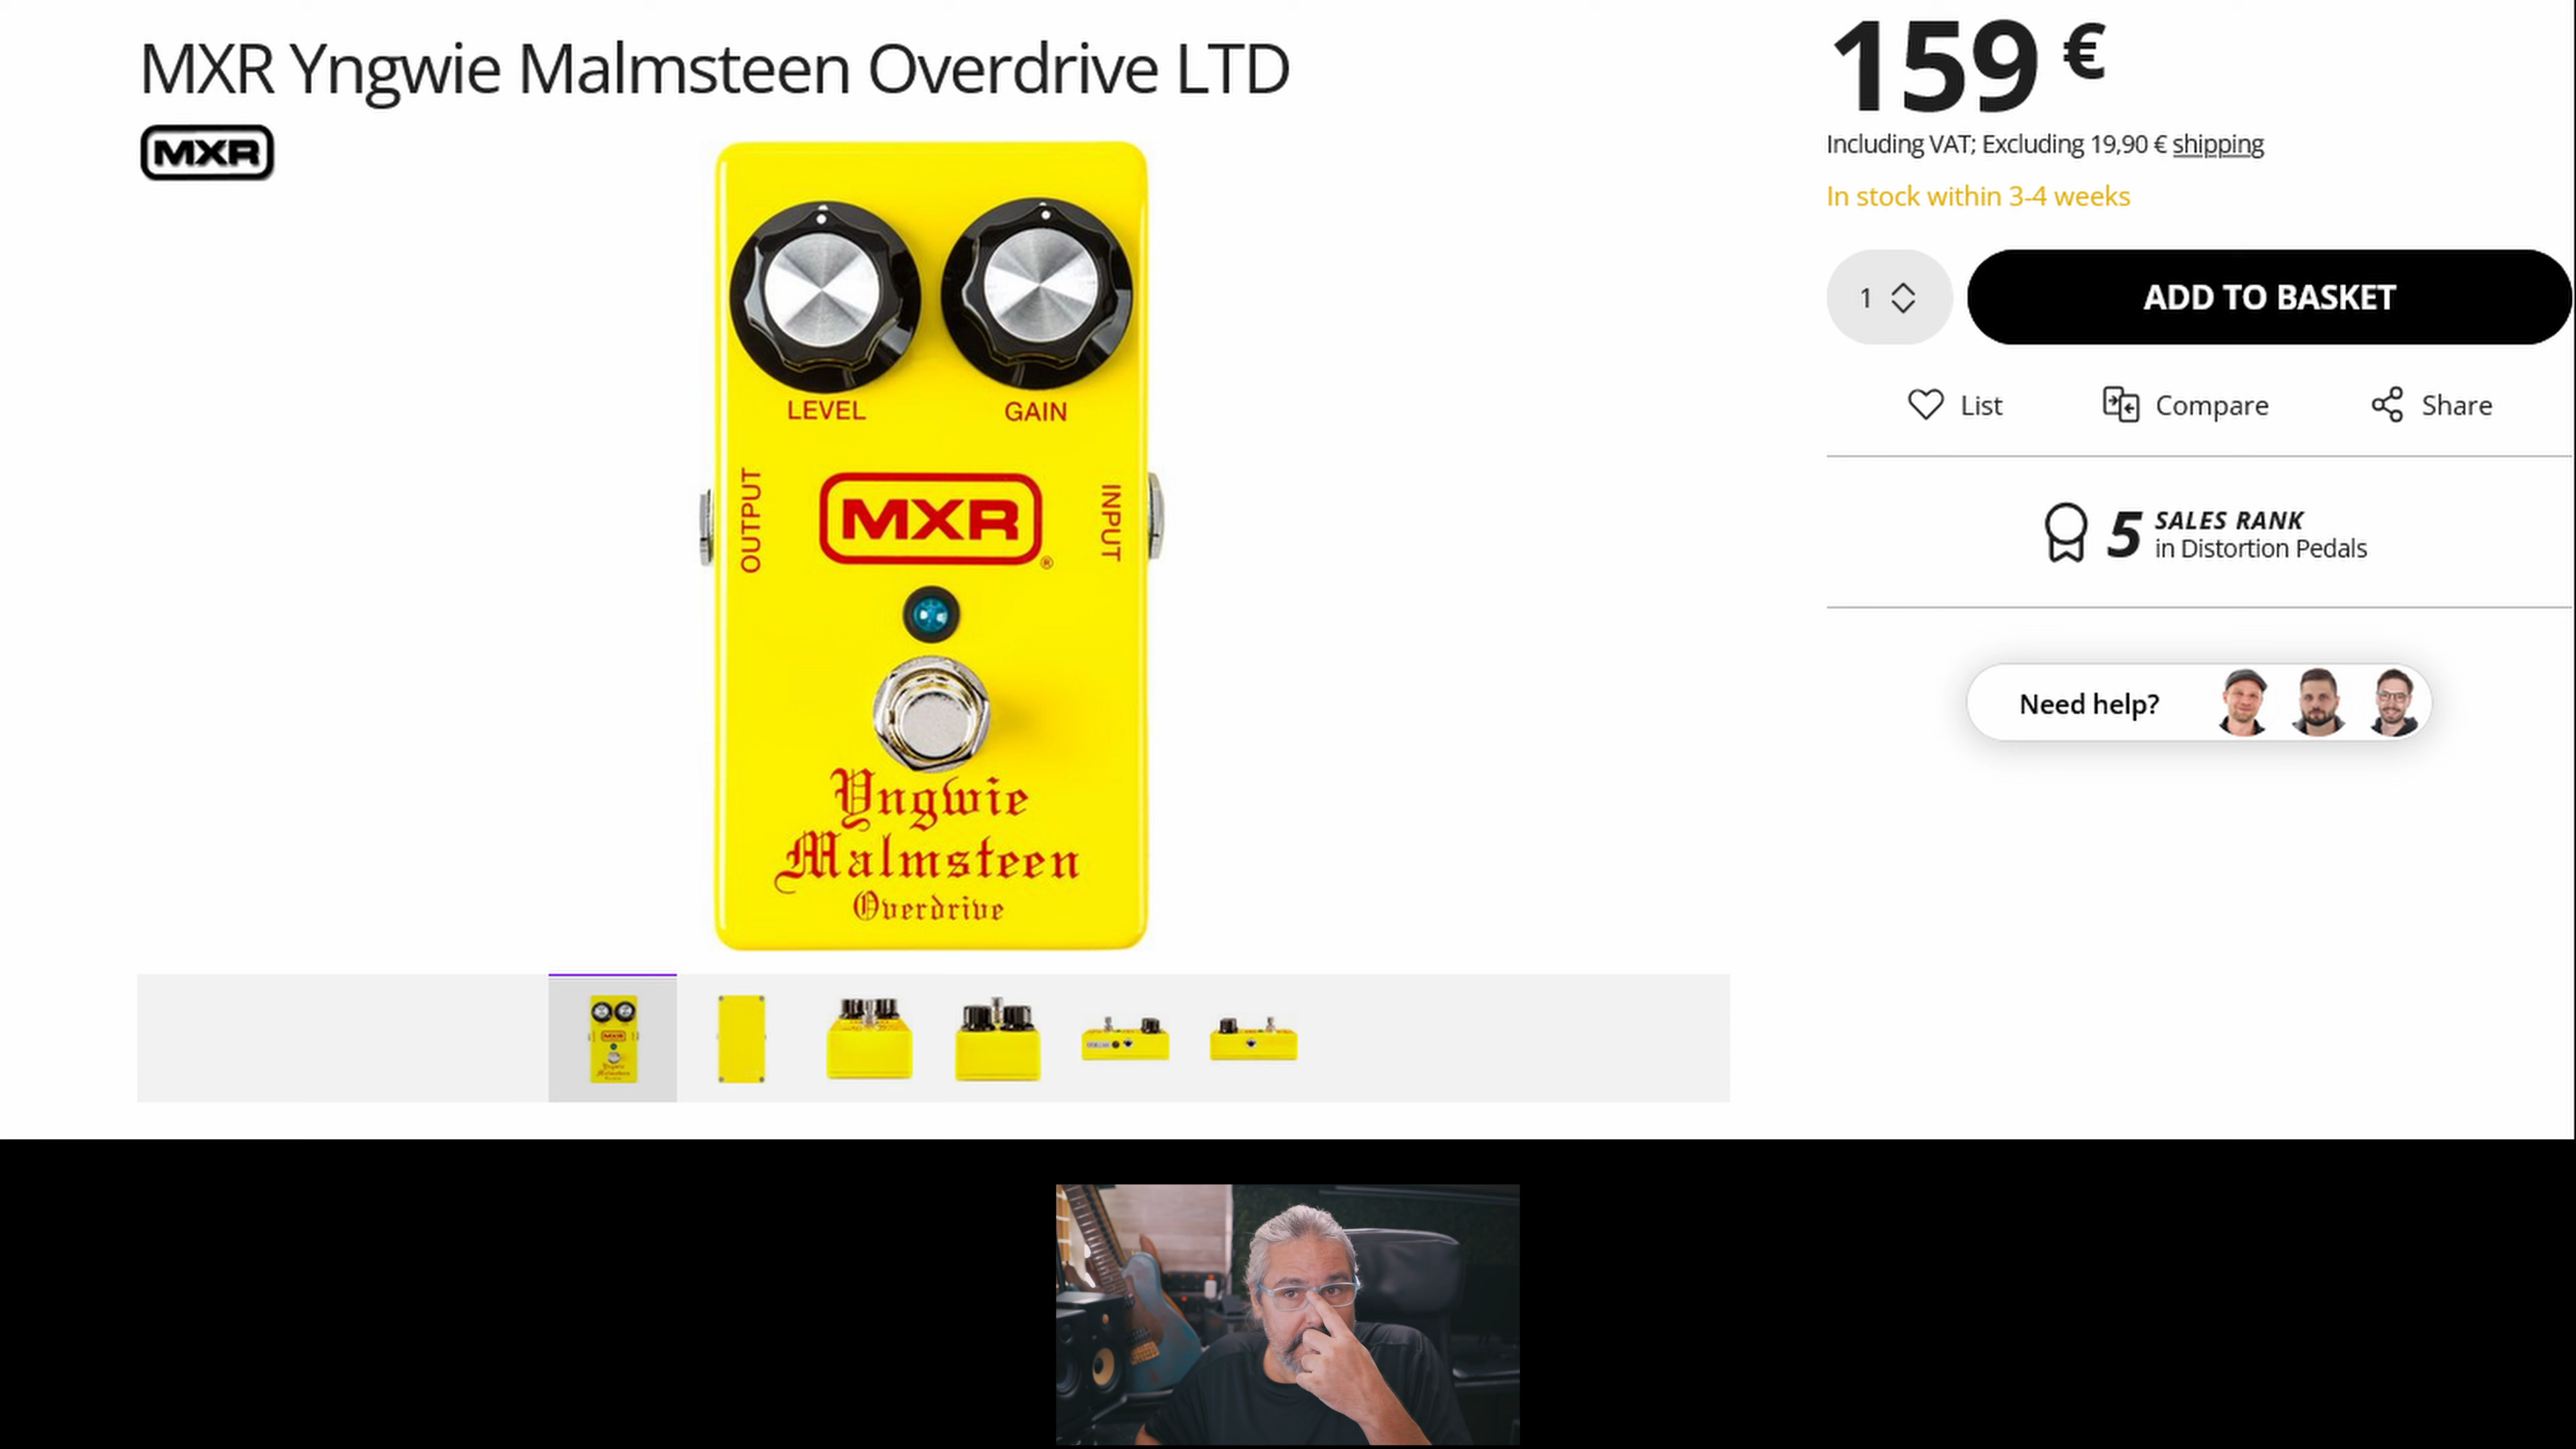 MXR Yngwie Malmsteen Overdrive LTD
MXR
LEVEL
GAIN
OUTPUT
MXR
®
INPUT
Yngwie
Malmsteen
Overdrive
159 €
Including VAT; Excluding 19,90 € shipping
In stock within 3-4 weeks
1
ADD TO BASKET
List
Compare
Share
5
SALES RANK
in Distortion Pedals
Need help?